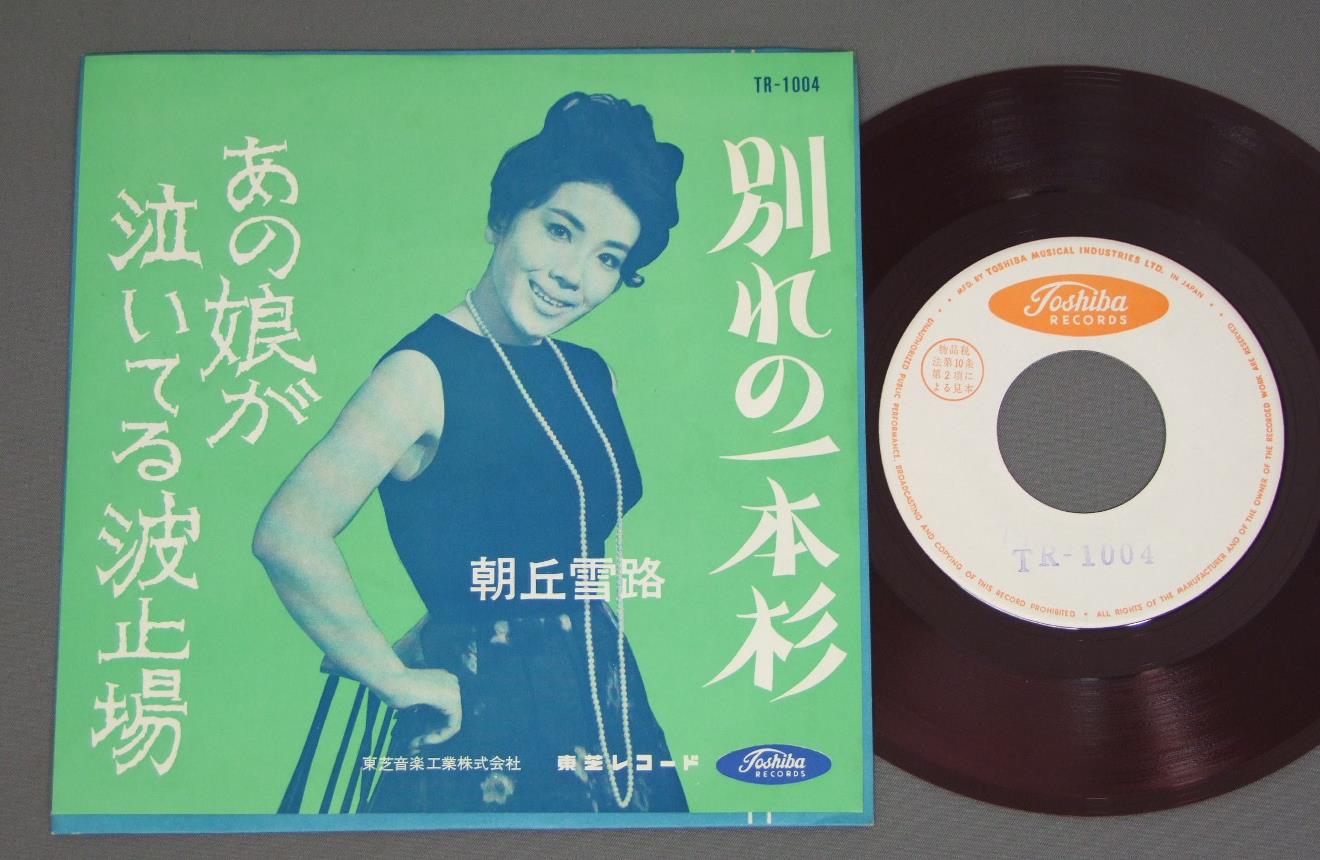 TR-1004
別れの一本杉
あの娘が
泣いてる波止場
朝丘雪路
東芝音楽工業株式会社
東芝レコード
Toshiba
RECORDS
MFD. BY TOSHIBA MUSICAL INDUSTRIES LTD. IN JAPAN
Toshiba
RECORDS
物品税
法第10条
第2項に
よる見本
TR-1004
UNAUTHORIZED PUBLIC PERFORMANCE, BROADCASTING AND COPYING OF THIS RECORD PROHIBITED • ALL RIGHTS OF THE MANUFACTURER AND OF THE OWNER OF THE RECORDED WORK ARE RESERVED